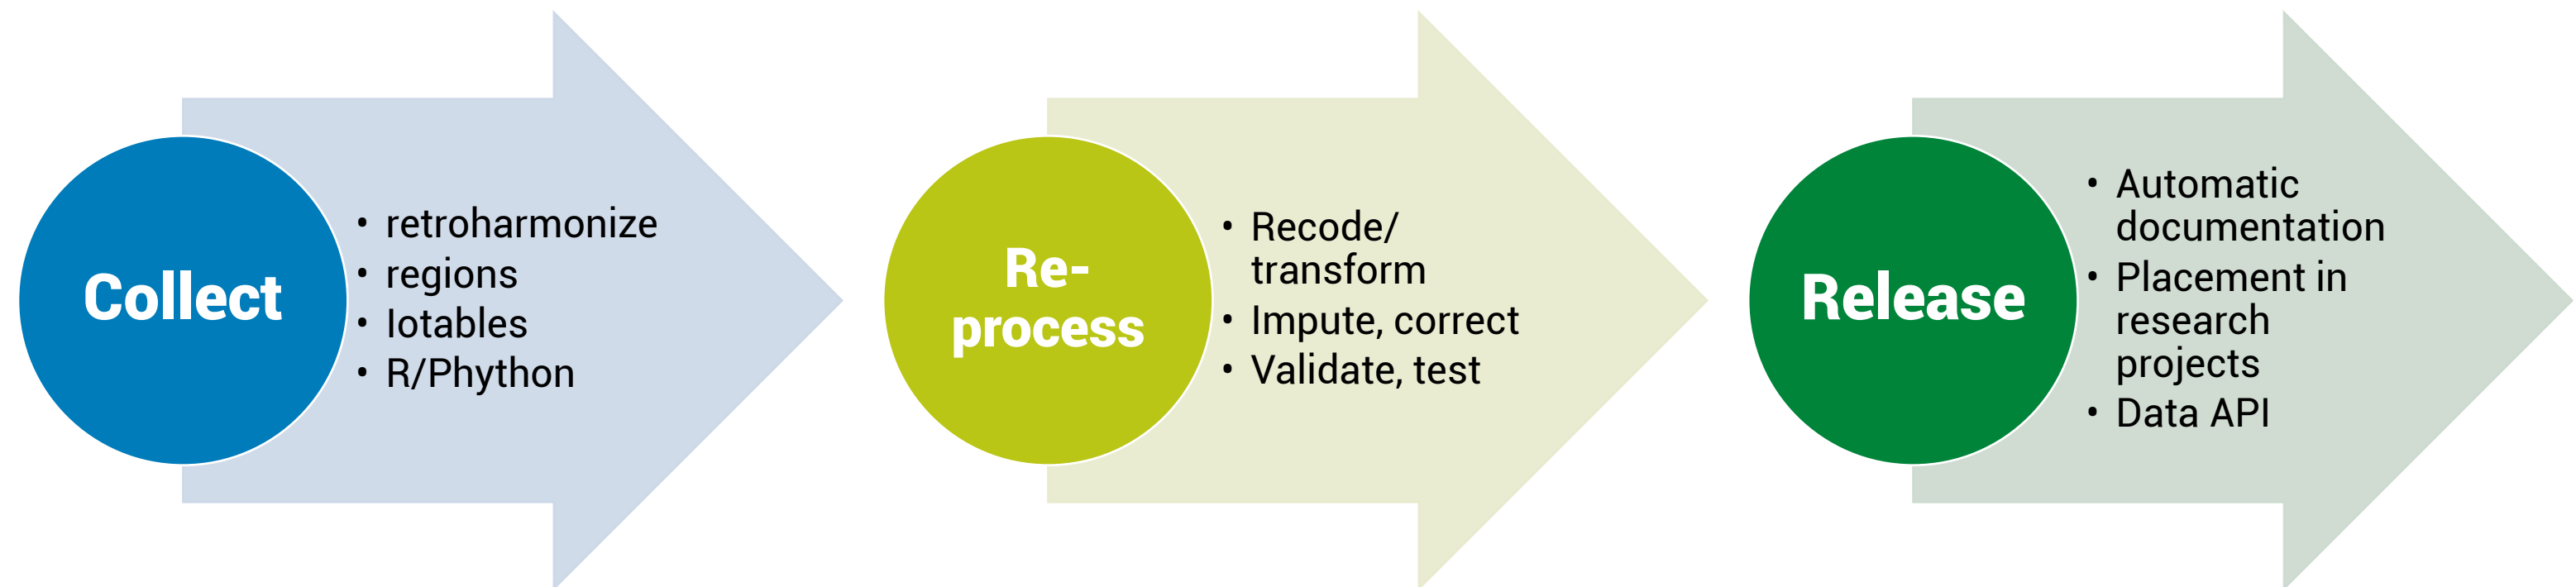 Collect
• retroharmonize
• regions
• Iotables
• R/Phython
Re-
process
• Recode/
transform
• Impute, correct
• Validate, test
Release
• Automatic
documentation
• Placement in
research
projects
• Data API